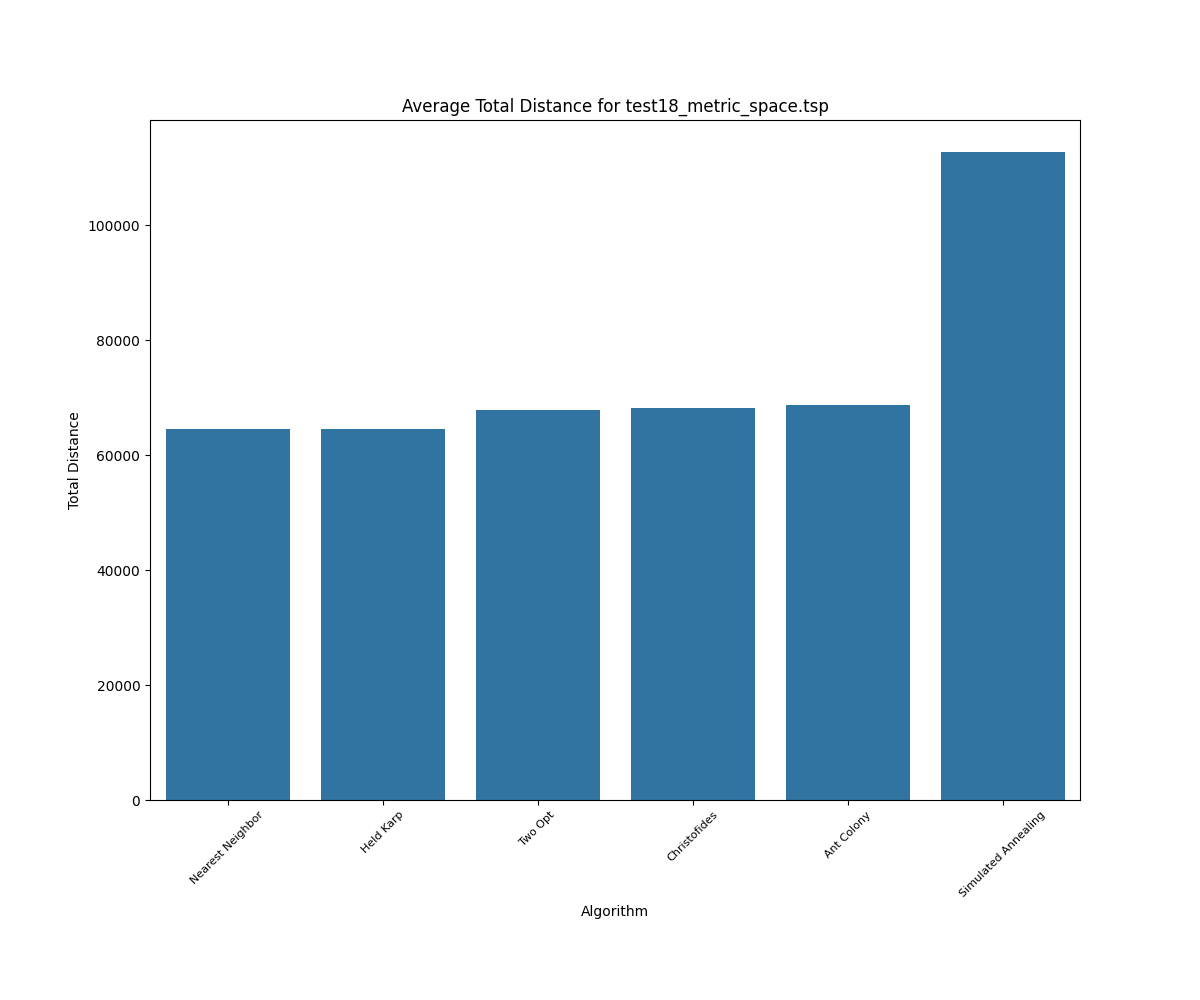 Average Total Distance for test18_metric_space.tsp
Total Distance
100000
80000
60000
40000
20000
0
Nearest Neighbor
Held Karp
Two Opt
Christofides
Ant Colony
Simulated Annealing
Algorithm